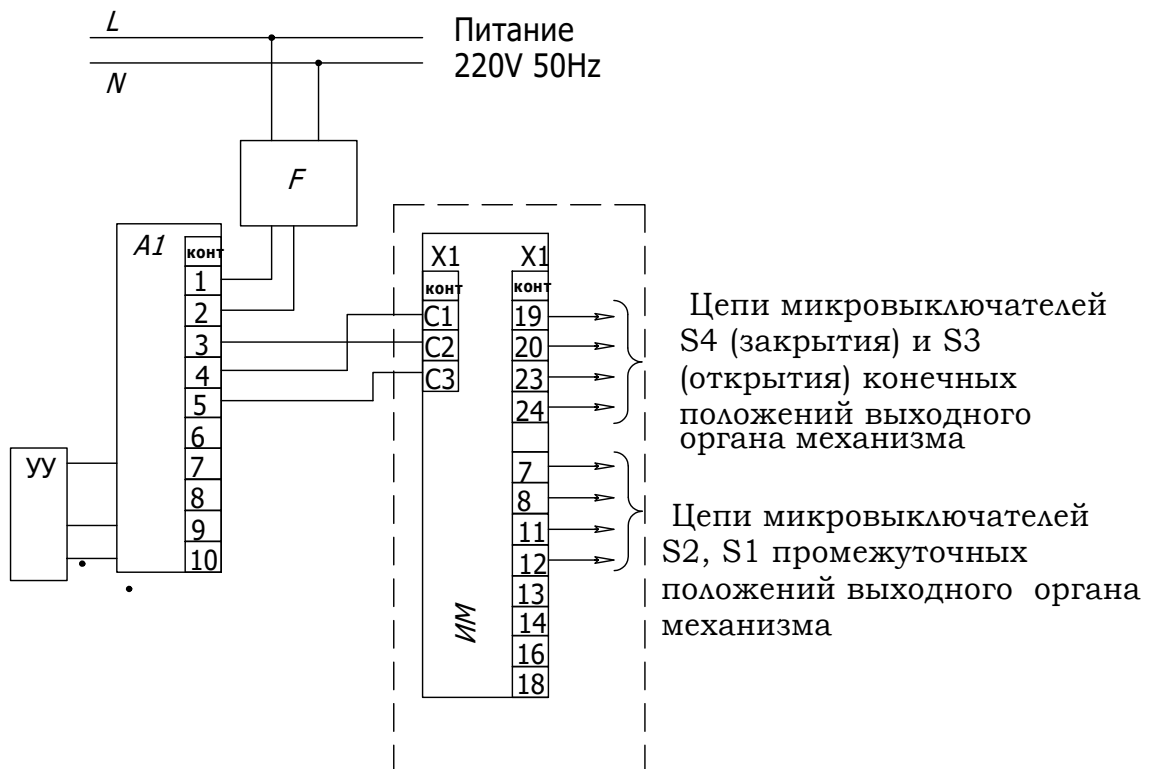 L
N
Питание
220V 50Hz
F
A1
конт
1
2
3
4
5
6
7
8
9
10
УУ
X1
конт
C1
C2
C3
ИМ
X1
конт
19
20
23
24
7
8
11
12
13
14
16
18
Цепи микровыключателей
S4 (закрытия) и S3
(открытия) конечных
положений выходного
органа механизма
Цепи микровыключателей
S2, S1 промежуточных
положений выходного органа
механизма